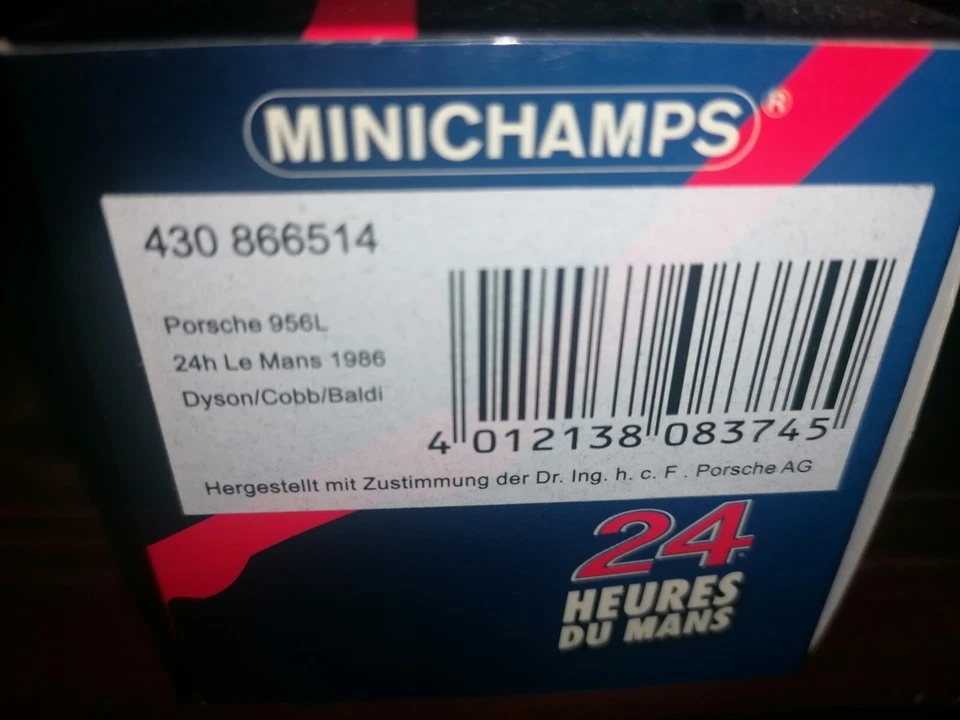 MINICHAMPS®
430 866514
Porsche 956L
24h Le Mans 1986
Dyson/Cobb/Baldi
4 012138 083745
Hergestellt mit Zustimmung der Dr. Ing. h. c. F . Porsche AG
24
HEURES
DU MANS